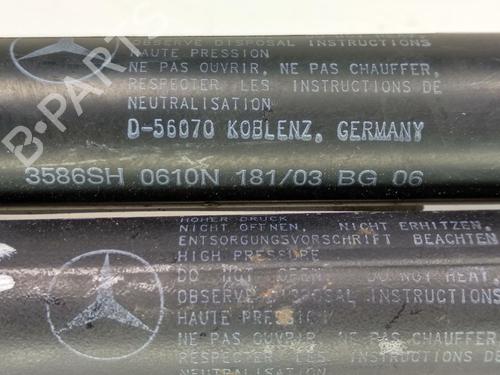 OBSERVE DISPOSAL INSTRUCTIONS
HAUTE PRESSION
NE PAS OUVRIR, NE PAS CHAUFFER,
RESPECTER LES INSTRUCTIONS DE
NEUTRALISATION
D-56070 KOBLENZ, GERMANY
3586SH 0610N 181/03 BG 06
HOHER DRUCK
NICHT ÖFFNEN, NICHT ERHITZEN,
ENTSORGUNGSVORSCHRIFT BEACHTEN
HIGH PRESSURE
DO NOT OPEN, DO NOT HEAT,
OBSERVE DISPOSAL INSTRUCTIONS
HAUTE PRESSION
NE PAS OUVRIR, NE PAS CHAUFFER
RESPECTER LES INSTRUCTIONS DE
NEUTRALISATION